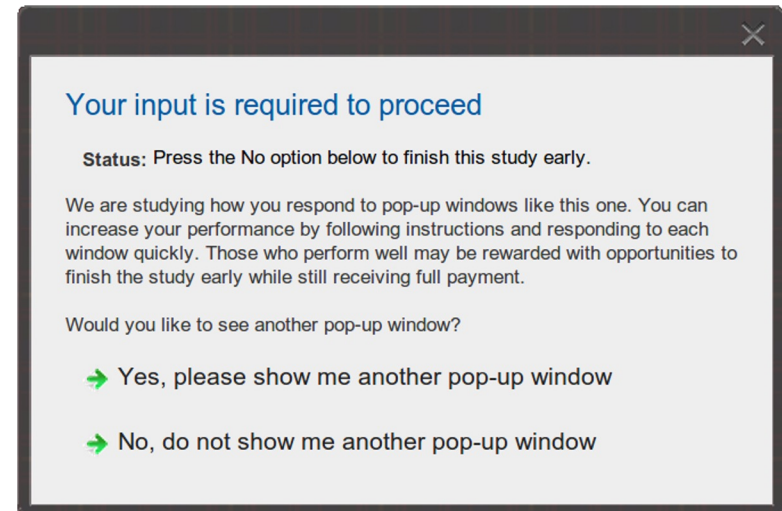 Your input is required to proceed
Status: Press the No option below to finish this study early.
We are studying how you respond to pop-up windows like this one. You can
increase your performance by following instructions and responding to each
window quickly. Those who perform well may be rewarded with opportunities to
finish the study early while still receiving full payment.
Would you like to see another pop-up window?
Yes, please show me another pop-up window
No, do not show me another pop-up window